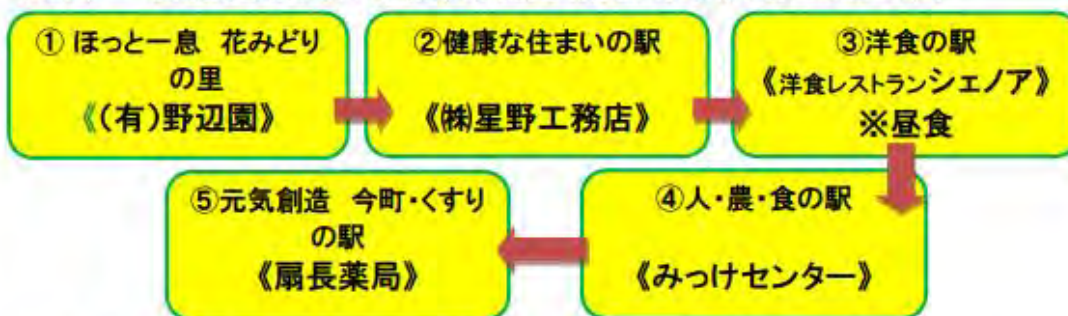 ① ほっと一息　花みどり
の里
《(有)野辺園》
②健康な住まいの駅
《㈱星野工務店》
③洋食の駅
《洋食レストランシェノア》
※昼食
④人・農・食の駅
《みっけセンター》
⑤元気創造　今町・くすり
の駅
《扇長薬局》